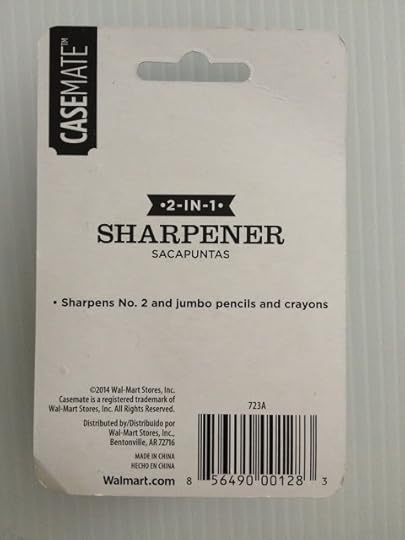 CASEMATE™
•2-IN-1•
SHARPENER
SACAPUNTAS
• Sharpens No. 2 and jumbo pencils and crayons
©2014 Wal-Mart Stores, Inc.
Casemate is a registered trademark of
Wal-Mart Stores, Inc. All Rights Reserved.
Distributed by/Distribuido por
Wal-Mart Stores, Inc.,
Bentonville, AR 72716
MADE IN CHINA
HECHO EN CHINA
Walmart.com
723A
8 56490 00128 3